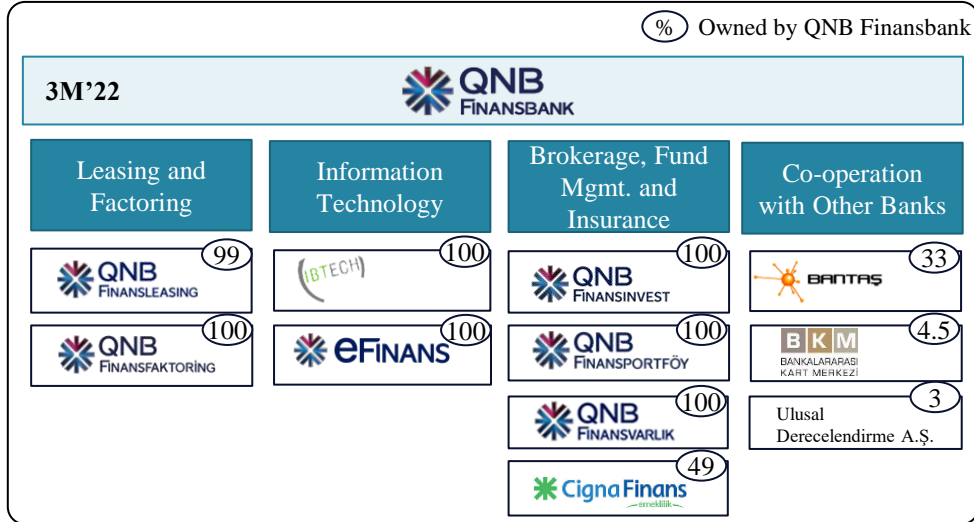 % Owned by QNB Finansbank
3M’22
QNB
FINANSBANK
Leasing and
Factoring
99
QNB
FINANSLEASING
100
QNB
FINANSFAKTORING
Information
Technology
100
IBTECH
100
eFINANS
Brokerage, Fund
Mgmt. and
Insurance
100
QNB
FINANSINVEST
100
QNB
FINANSPORTFÖY
100
QNB
FINANSVARLIK
49
Cigna Finans
emeklilik
Co-operation
with Other Banks
33
BANTAŞ
4.5
BKM
BANKALARARASI
KART MERKEZİ
3
Ulusal
Derecelendirme A.Ş.